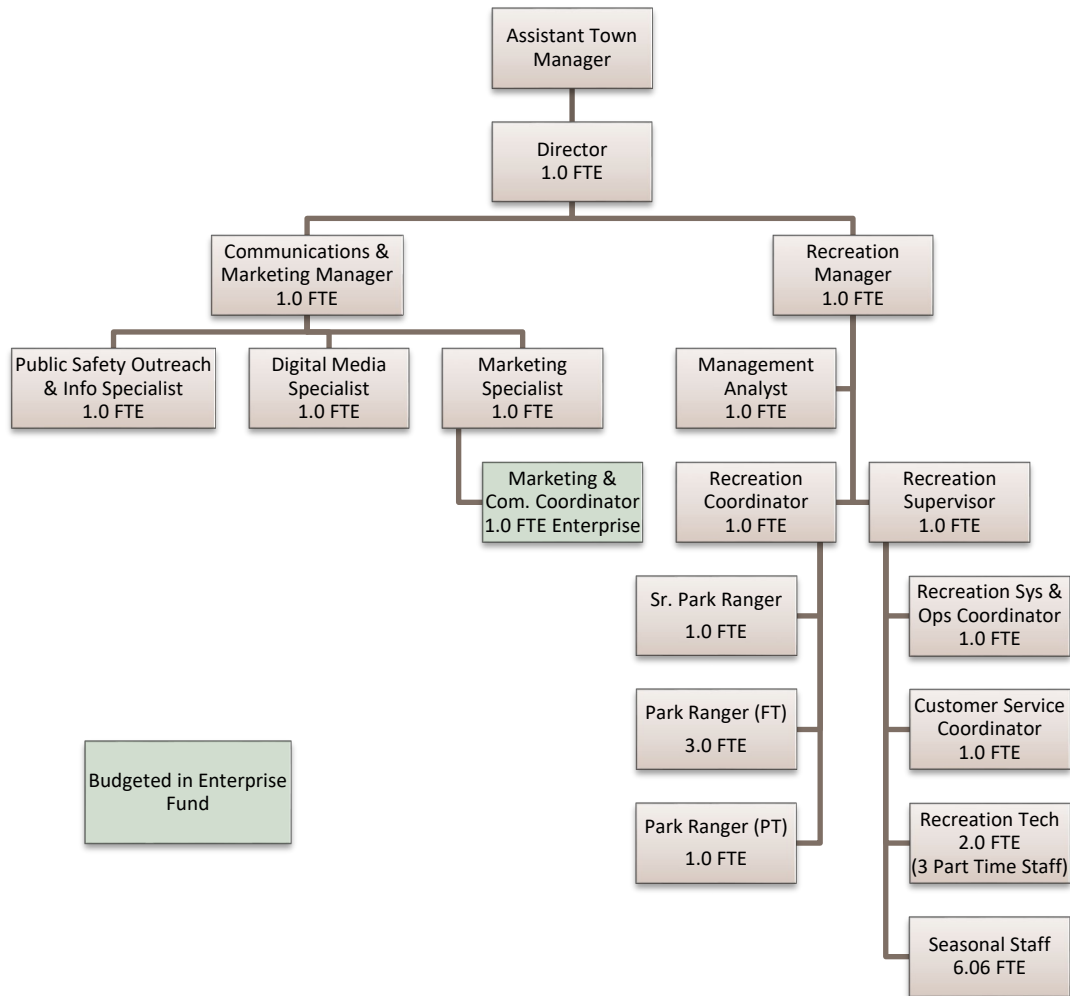 Assistant Town
Manager
Director
1.0 FTE
Communications &
Marketing Manager
1.0 FTE
Recreation
Manager
1.0 FTE
Public Safety Outreach
& Info Specialist
1.0 FTE
Digital Media
Specialist
1.0 FTE
Marketing
Specialist
1.0 FTE
Management
Analyst
1.0 FTE
Marketing &
Com. Coordinator
1.0 FTE Enterprise
Recreation
Coordinator
1.0 FTE
Recreation
Supervisor
1.0 FTE
Sr. Park Ranger
1.0 FTE
Recreation Sys &
Ops Coordinator
1.0 FTE
Park Ranger (FT)
3.0 FTE
Customer Service
Coordinator
1.0 FTE
Budgeted in Enterprise
Fund
Park Ranger (PT)
1.0 FTE
Recreation Tech
2.0 FTE
(3 Part Time Staff)
Seasonal Staff
6.06 FTE